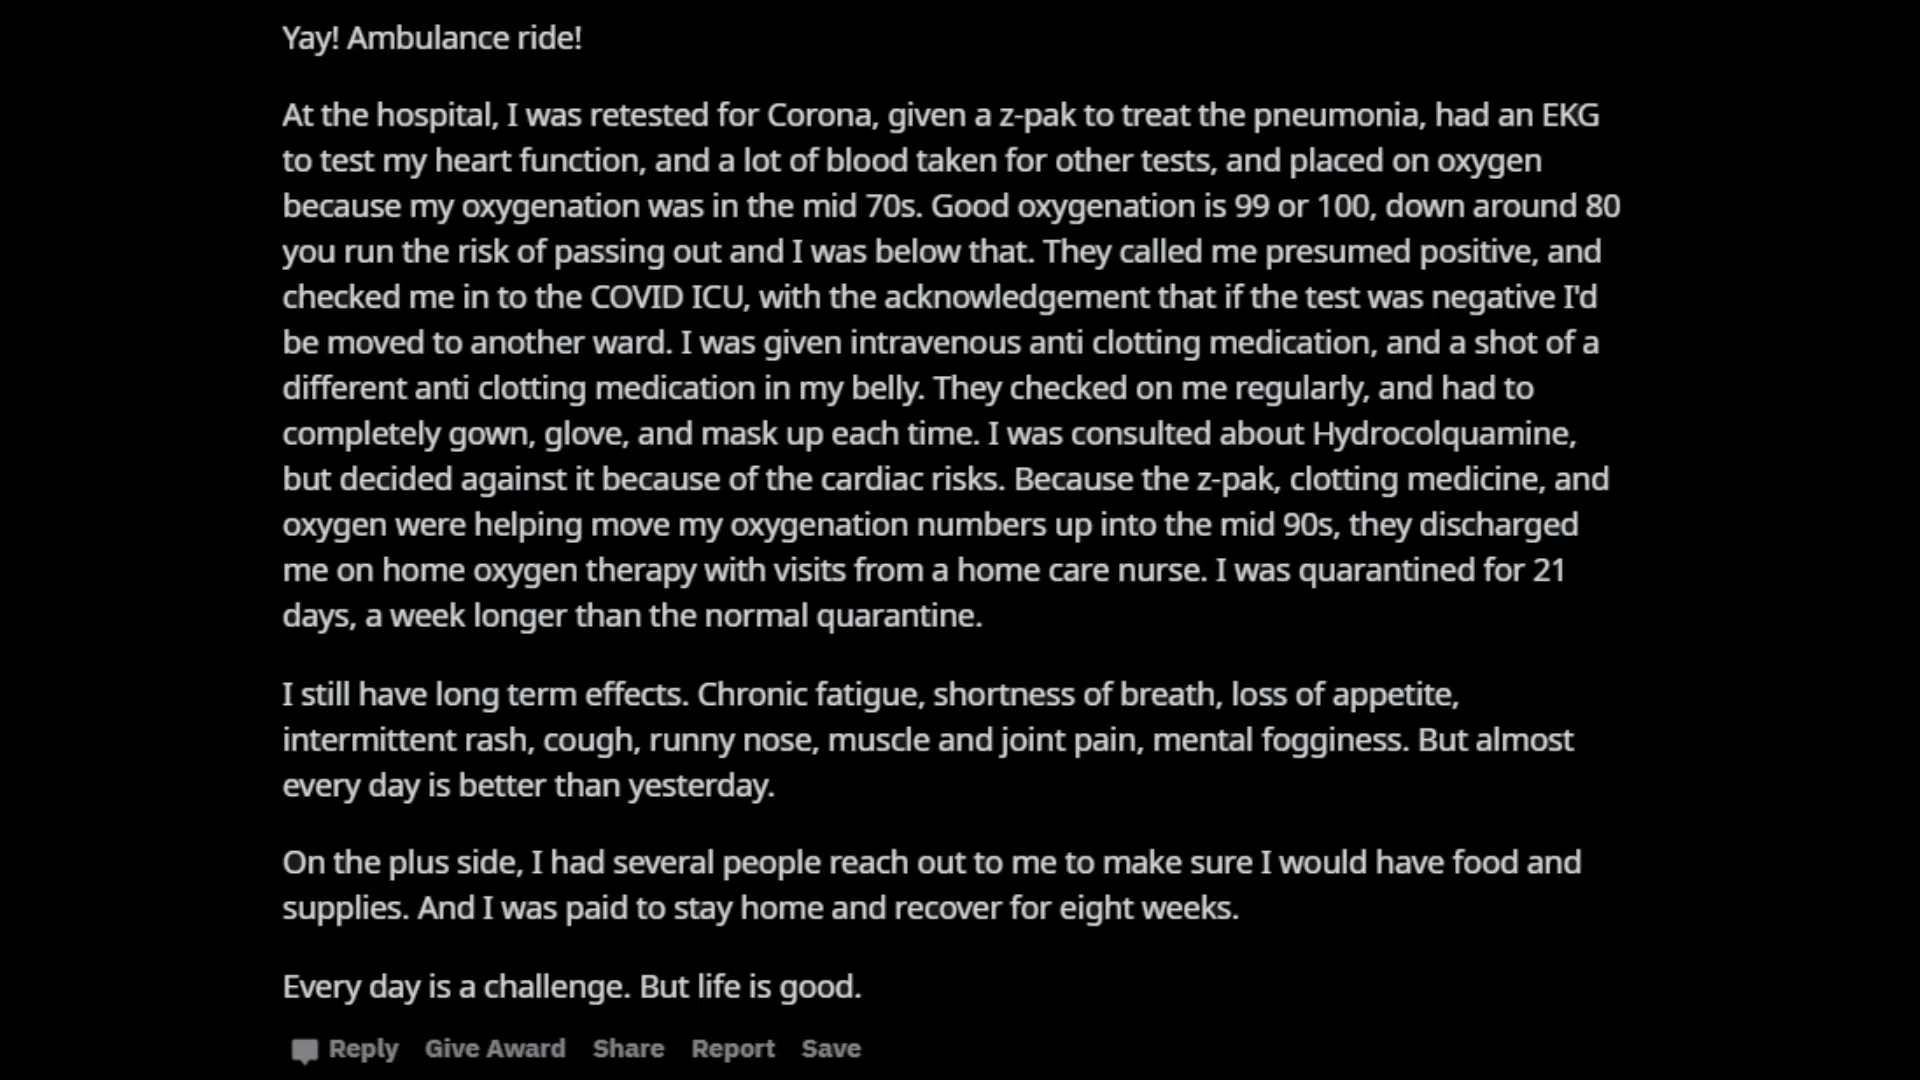 Yay! Ambulance ride!
At the hospital, I was retested for Corona, given a z-pak to treat the pneumonia, had an EKG
to test my heart function, and a lot of blood taken for other tests, and placed on oxygen
because my oxygenation was in the mid 70s. Good oxygenation is 99 or 100, down around 80
you run the risk of passing out and I was below that. They called me presumed positive, and
checked me in to the COVID ICU, with the acknowledgement that if the test was negative I'd
be moved to another ward. I was given intravenous anti clotting medication, and a shot of a
different anti clotting medication in my belly. They checked on me regularly, and had to
completely gown, glove, and mask up each time. I was consulted about Hydrocolquamine,
but decided against it because of the cardiac risks. Because the z-pak, clotting medicine, and
oxygen were helping move my oxygenation numbers up into the mid 90s, they discharged
me on home oxygen therapy with visits from a home care nurse. I was quarantined for 21
days, a week longer than the normal quarantine.
I still have long term effects. Chronic fatigue, shortness of breath, loss of appetite,
intermittent rash, cough, runny nose, muscle and joint pain, mental fogginess. But almost
every day is better than yesterday.
On the plus side, I had several people reach out to me to make sure I would have food and
supplies. And I was paid to stay home and recover for eight weeks.
Every day is a challenge. But life is good.
Reply Give Award Share Report Save